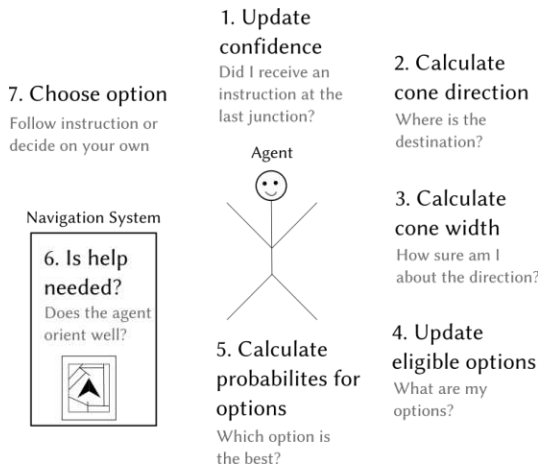 1. Update
confidence
Did I receive an
instruction at the
last junction?
2. Calculate
cone direction
Where is the
destination?
3. Calculate
cone width
How sure am I
about the direction?
4. Update
eligible options
What are my
options?
5. Calculate
probabilites for
options
Which option is
the best?
Navigation System
6. Is help
needed?
Does the agent
orient well?
7. Choose option
Follow instruction or
decide on your own
Agent